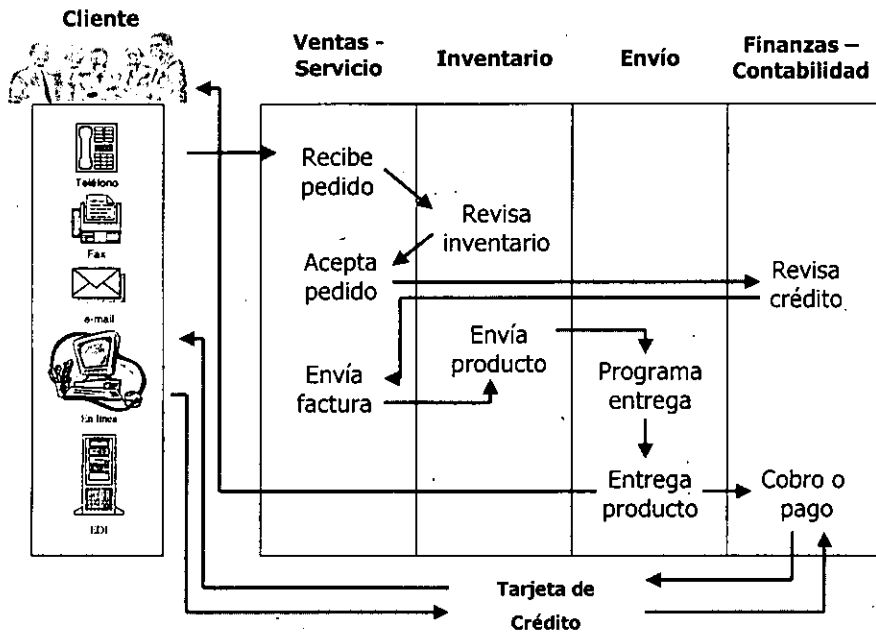 Cliente
Ventas -
Servicio
Inventario
Envío
Finanzas –
Contabilidad
Teléfono
Fax
e-mail
En línea
EDI
Recibe
pedido
Revisa
inventario
Acepta
pedido
Revisa
crédito
Envía
producto
Envía
factura
Programa
entrega
Entrega
producto
Cobro o
pago
Tarjeta de
Crédito